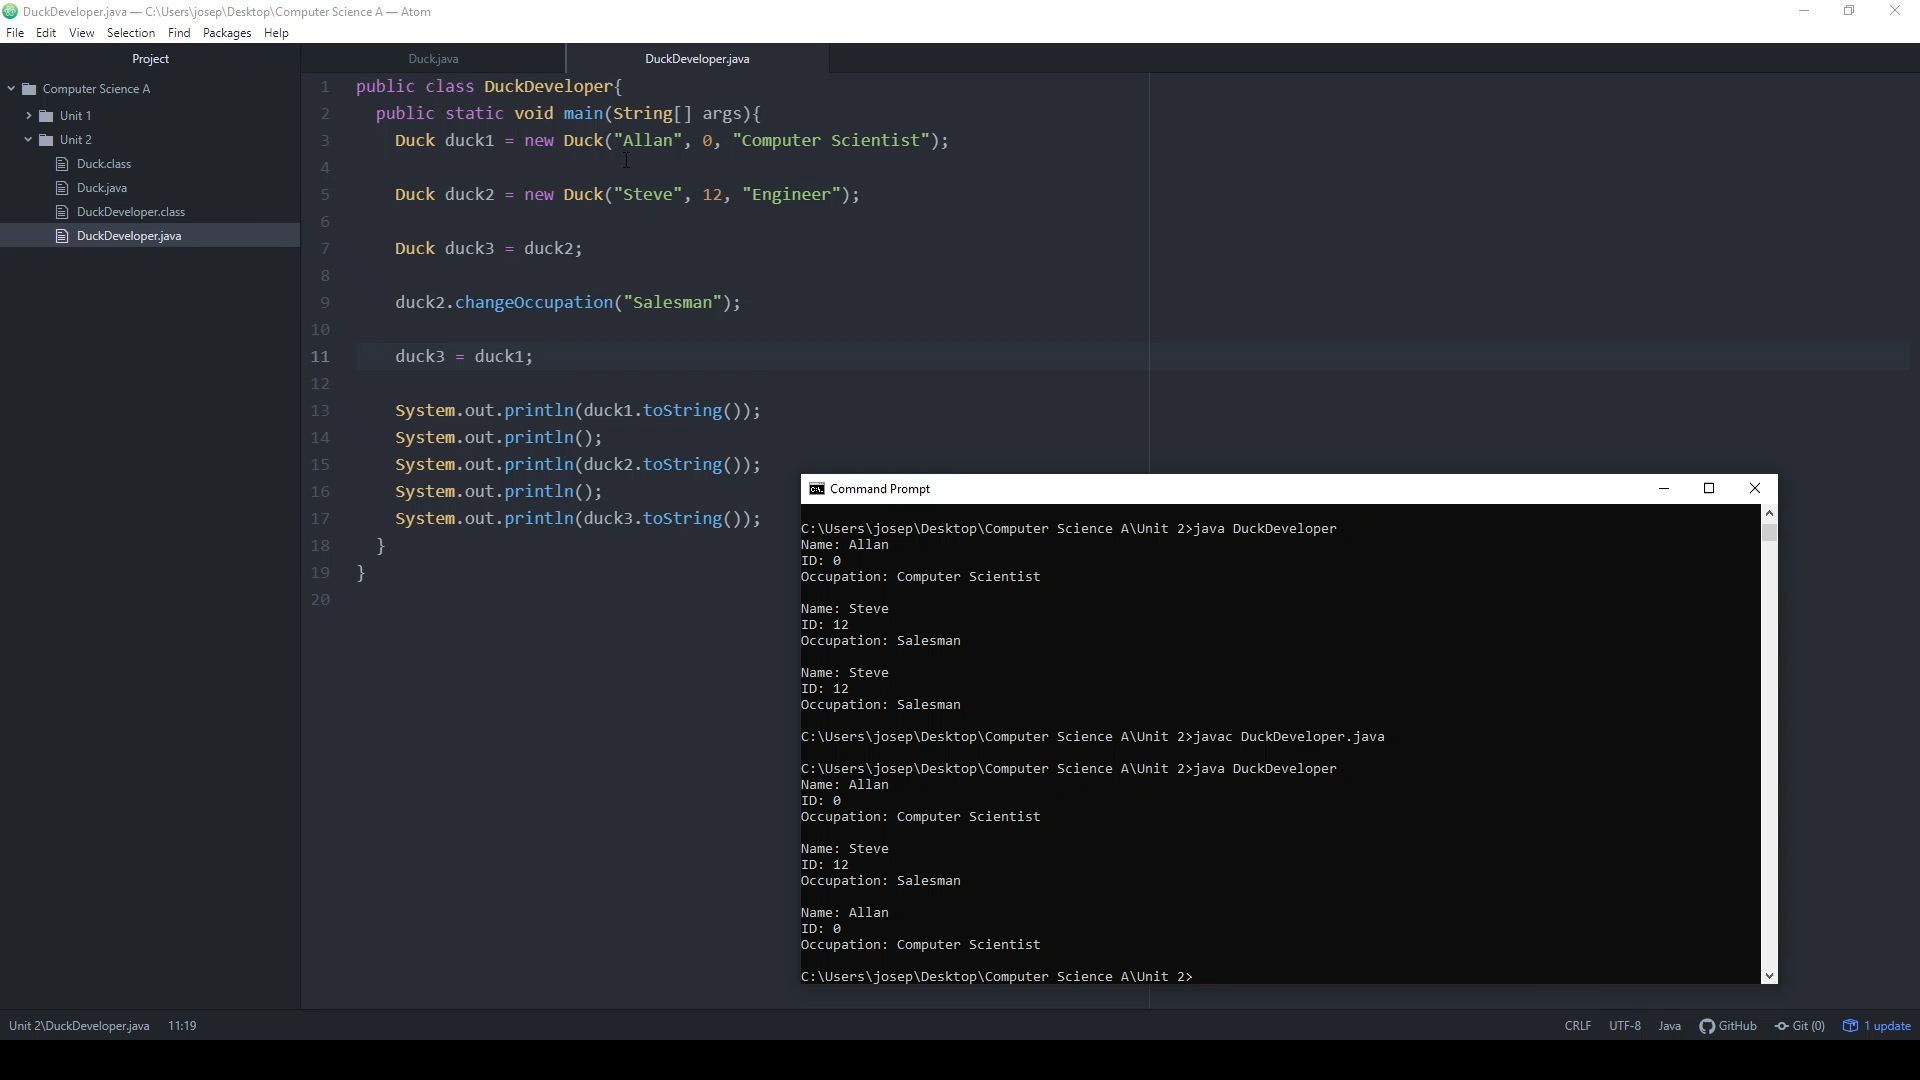 DuckDeveloper.java — C:\Users\josep\Desktop\Computer Science A — Atom
File Edit View Selection Find Packages Help
Project
Computer Science A
Unit 1
Unit 2
Duck.class
Duck.java
DuckDeveloper.class
DuckDeveloper.java
Duck.java DuckDeveloper.java
1 public class DuckDeveloper{
2 public static void main(String[] args){
3 Duck duck1 = new Duck("Allan", 0, "Computer Scientist");
4
5 Duck duck2 = new Duck("Steve", 12, "Engineer");
6
7 Duck duck3 = duck2;
8
9 duck2.changeOccupation("Salesman");
10
11 duck3 = duck1;
12
13 System.out.println(duck1.toString());
14 System.out.println();
15 System.out.println(duck2.toString());
16 System.out.println();
17 System.out.println(duck3.toString());
18 }
19 }
20
C:\. Command Prompt
C:\Users\josep\Desktop\Computer Science A\Unit 2>java DuckDeveloper
Name: Allan
ID: 0
Occupation: Computer Scientist
Name: Steve
ID: 12
Occupation: Salesman
Name: Steve
ID: 12
Occupation: Salesman
C:\Users\josep\Desktop\Computer Science A\Unit 2>javac DuckDeveloper.java
C:\Users\josep\Desktop\Computer Science A\Unit 2>java DuckDeveloper
Name: Allan
ID: 0
Occupation: Computer Scientist
Name: Steve
ID: 12
Occupation: Salesman
Name: Allan
ID: 0
Occupation: Computer Scientist
C:\Users\josep\Desktop\Computer Science A\Unit 2>
Unit 2\DuckDeveloper.java 11:19
CRLF UTF-8 Java GitHub Git (0) 1 update